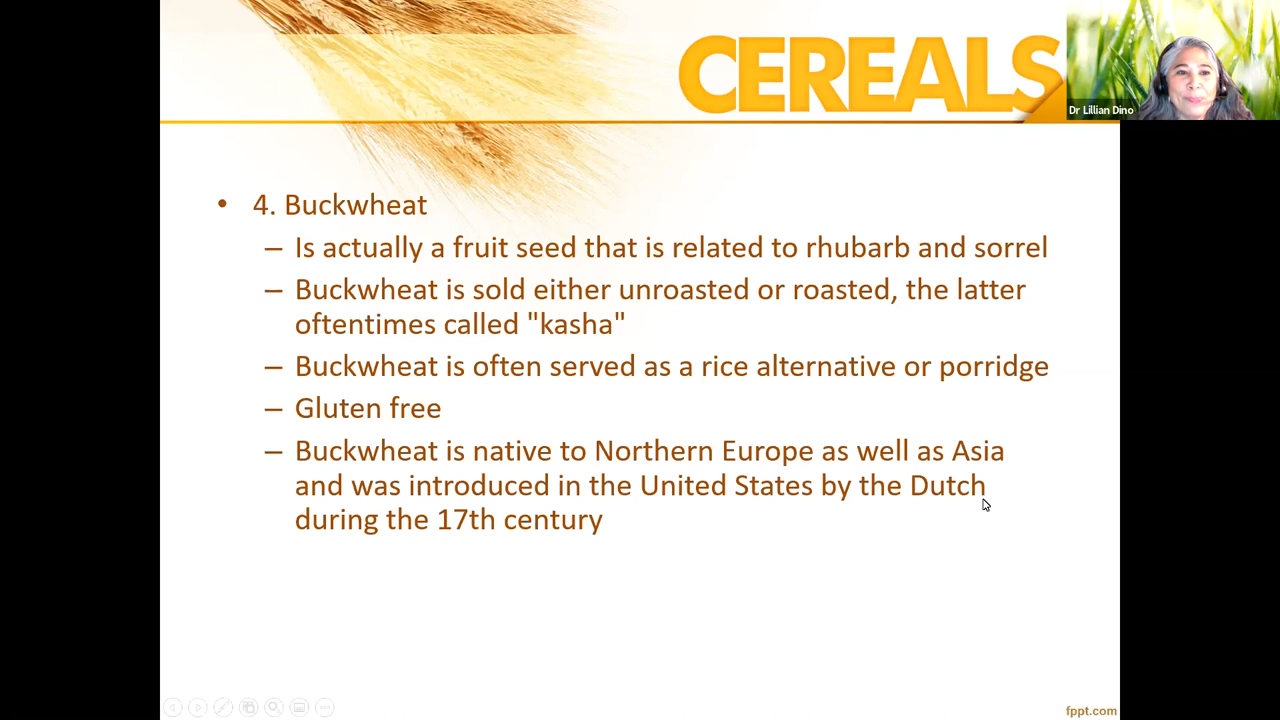 CEREALS
Dr Lillian Dino
• 4. Buckwheat
– Is actually a fruit seed that is related to rhubarb and sorrel
– Buckwheat is sold either unroasted or roasted, the latter
oftentimes called "kasha"
– Buckwheat is often served as a rice alternative or porridge
– Gluten free
– Buckwheat is native to Northern Europe as well as Asia
and was introduced in the United States by the Dutch
during the 17th century
fppt.com